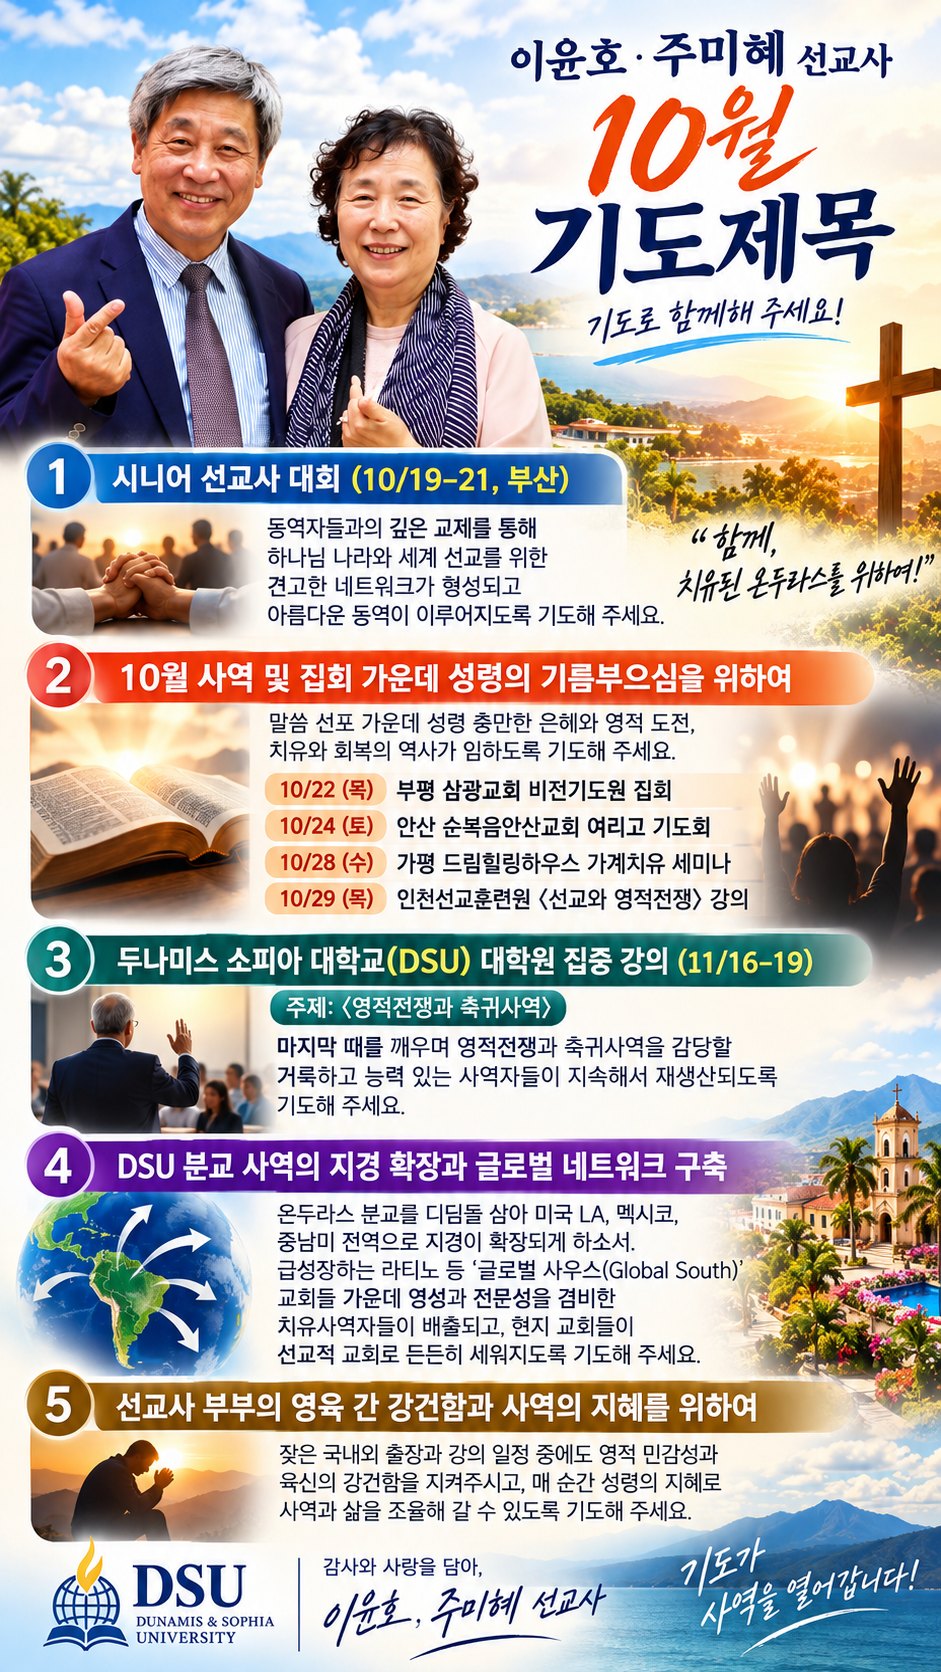 이윤호 · 주미혜 선교사
10월
기도제목
기도로 함께해 주세요!
1 시니어 선교사 대회 (10/19-21, 부산)
동역자들과의 깊은 교제를 통해
하나님 나라와 세계 선교를 위한
견고한 네트워크가 형성되고
아름다운 동역이 이루어지도록 기도해 주세요.
“함께,
치유된 온두라스를 위하여!”
2 10월 사역 및 집회 가운데 성령의 기름부으심을 위하여
말씀 선포 가운데 성령 충만한 은혜와 영적 도전,
치유와 회복의 역사가 임하도록 기도해 주세요.
10/22 (목) 부평 삼광교회 비전기도원 집회
10/24 (토) 안산 순복음안산교회 여리고 기도회
10/28 (수) 가평 드림힐링하우스 가계치유 세미나
10/29 (목) 인천선교훈련원 〈선교와 영적전쟁〉 강의
3 두나미스 소피아 대학교(DSU) 대학원 집중 강의 (11/16-19)
주제: 〈영적전쟁과 축귀사역〉
마지막 때를 깨우며 영적전쟁과 축귀사역을 감당할
거룩하고 능력 있는 사역자들이 지속해서 재생산되도록
기도해 주세요.
4 DSU 분교 사역의 지경 확장과 글로벌 네트워크 구축
온두라스 분교를 디딤돌 삼아 미국 LA, 멕시코,
중남미 전역으로 지경이 확장되게 하소서.
급성장하는 라티노 등 ‘글로벌 사우스(Global South)’
교회들 가운데 영성과 전문성을 겸비한
치유사역자들이 배출되고, 현지 교회들이
선교적 교회로 든든히 세워지도록 기도해 주세요.
5 선교사 부부의 영육 간 강건함과 사역의 지혜를 위하여
잦은 국내외 출장과 강의 일정 중에도 영적 민감성과
육신의 강건함을 지켜주시고, 매 순간 성령의 지혜로
사역과 삶을 조율해 갈 수 있도록 기도해 주세요.
DSU
DUNAMIS & SOPHIA
UNIVERSITY
감사와 사랑을 담아,
이윤호, 주미혜 선교사
기도가
사역을 열어갑니다!